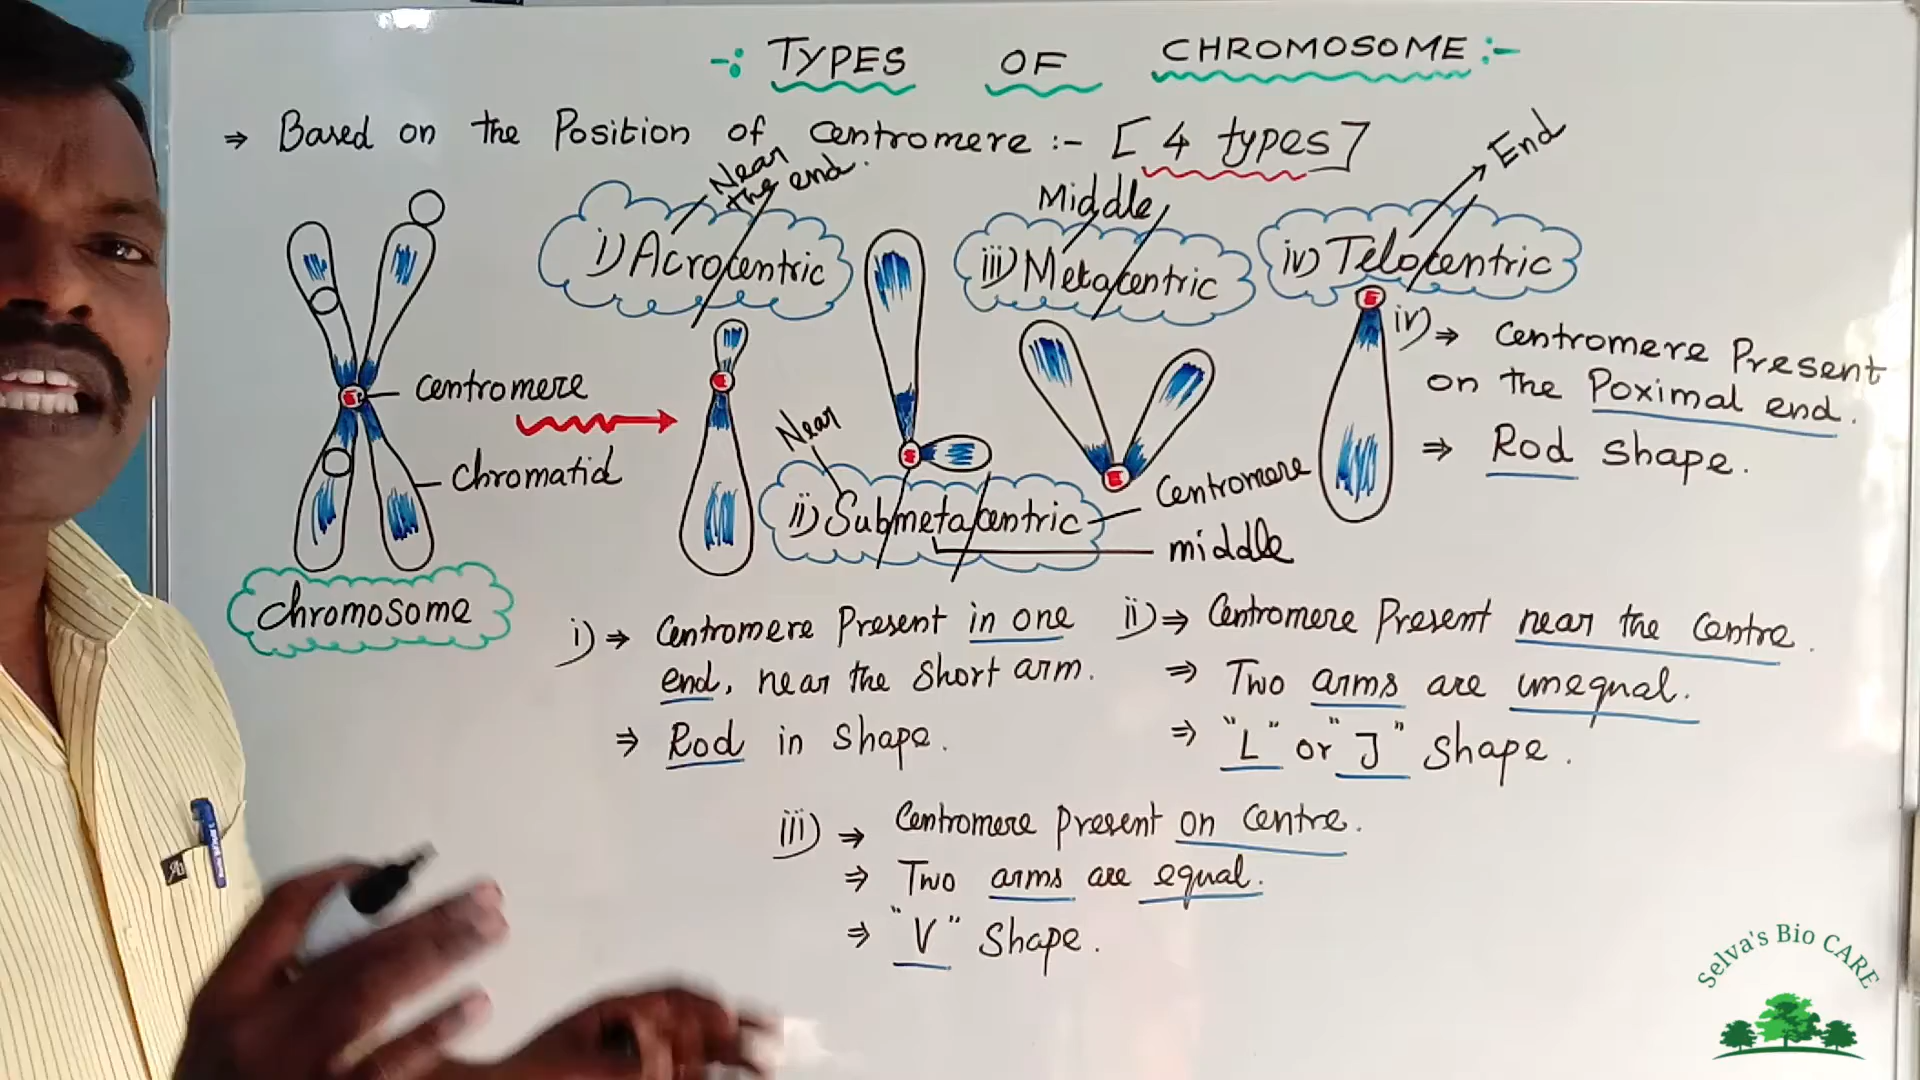 -: TYPES OF CHROMOSOME :-
⇒ Based on the Position of Centromere :- [4 types]
Near
the end.
i) Acrocentric
Middle
iii) Metacentric
End
iv) Telocentric
Centromere
Chromatid
Chromosome
Near
ii) Submetacentric
Centromere
middle
iv) ⇒ Centromere Present
on the Poximal end.
⇒ Rod shape.
i) ⇒ Centromere Present in one
end, near the Short arm.
⇒ Rod in shape.
ii) ⇒ Centromere Present near the Centre.
⇒ Two arms are unequal.
⇒ "L" or "J" Shape.
iii) ⇒ Centromere Present on Centre.
⇒ Two arms are equal.
⇒ "V" Shape.
Selva's Bio CARE